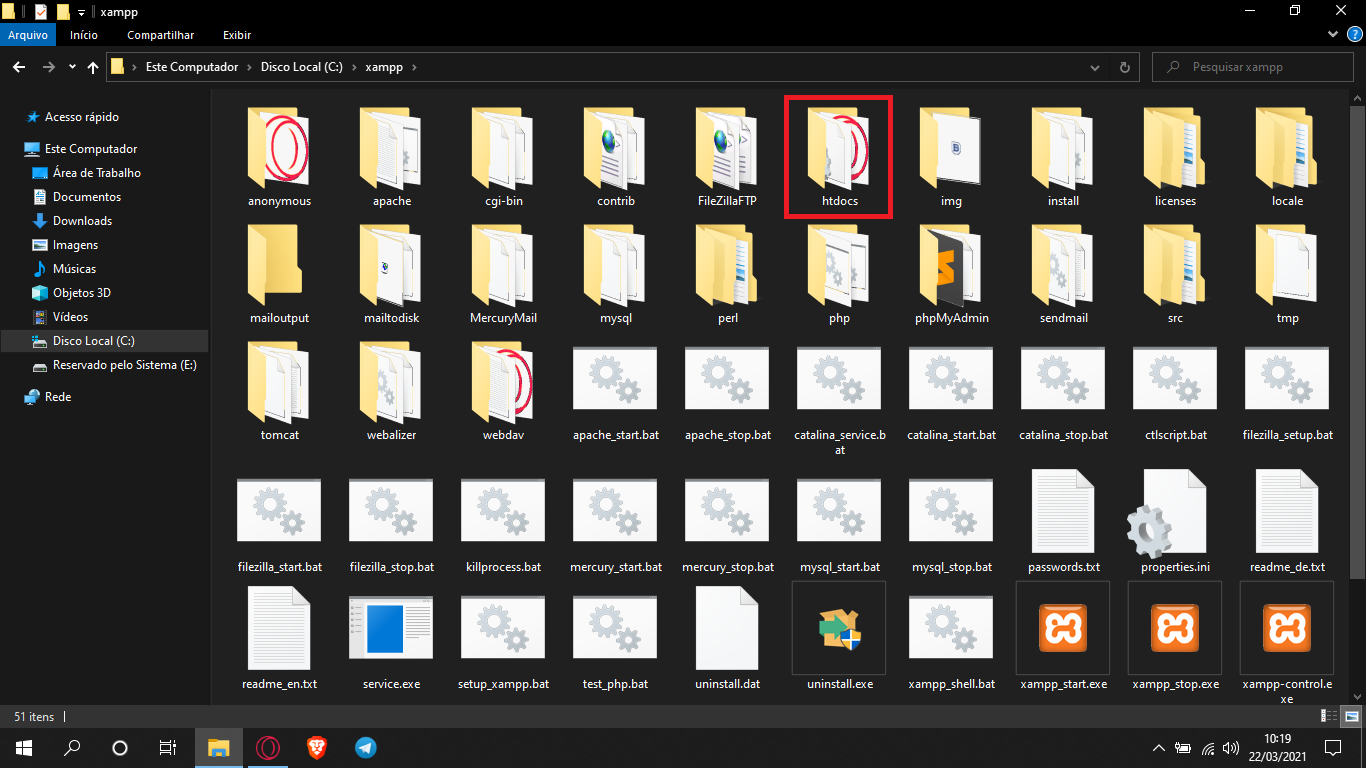 xampp
Arquivo Início Compartilhar Exibir
Este Computador Disco Local (C:) xampp
Pesquisar xampp
Acesso rápido
Este Computador
Área de Trabalho
Documentos
Downloads
Imagens
Músicas
Objetos 3D
Vídeos
Disco Local (C:)
Reservado pelo Sistema (E:)
Rede
anonymous apache cgi-bin contrib FileZillaFTP htdocs img install licenses locale
mailoutput mailtodisk MercuryMail mysql perl php phpMyAdmin sendmail src tmp
tomcat webalizer webdav apache_start.bat apache_stop.bat catalina_service.b
at catalina_start.bat catalina_stop.bat ctlscript.bat filezilla_setup.bat
filezilla_start.bat filezilla_stop.bat killprocess.bat mercury_start.bat mercury_stop.bat mysql_start.bat mysql_stop.bat passwords.txt properties.ini readme_de.txt
readme_en.txt service.exe setup_xampp.bat test_php.bat uninstall.dat uninstall.exe xampp_shell.bat xampp_start.exe xampp_stop.exe xampp-control.e
xe
51 itens
10:19
22/03/2021